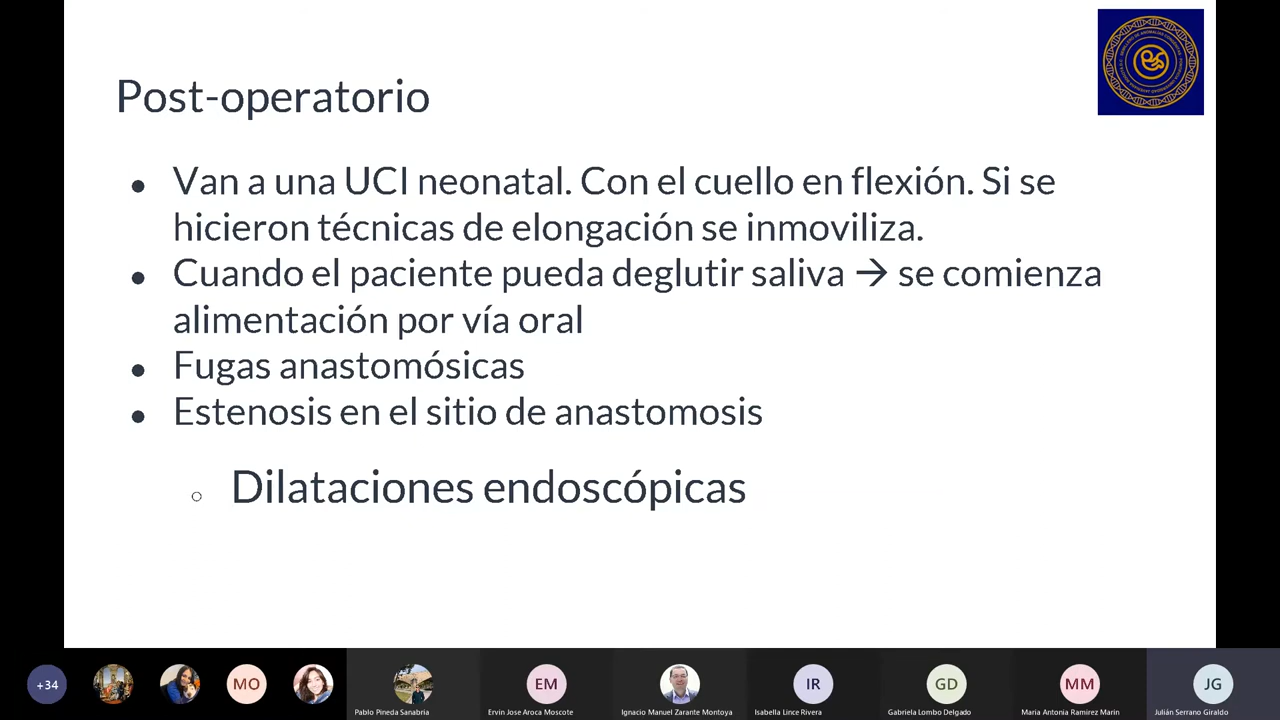 Post-operatorio
● Van a una UCI neonatal. Con el cuello en flexión. Si se
hicieron técnicas de elongación se inmoviliza.
● Cuando el paciente pueda deglutir saliva → se comienza
alimentación por vía oral
● Fugas anastomósicas
● Estenosis en el sitio de anastomosis
○ Dilataciones endoscópicas
+34
MO
EM
IR
GD
MM
JG
Pablo Pineda Sanabria
Ervin Jose Aroca Moscote
Ignacio Manuel Zarante Montoya
Isabella Lince Rivera
Gabriela Lombo Delgado
Maria Antonia Ramirez Marin
Julián Serrano Giraldo